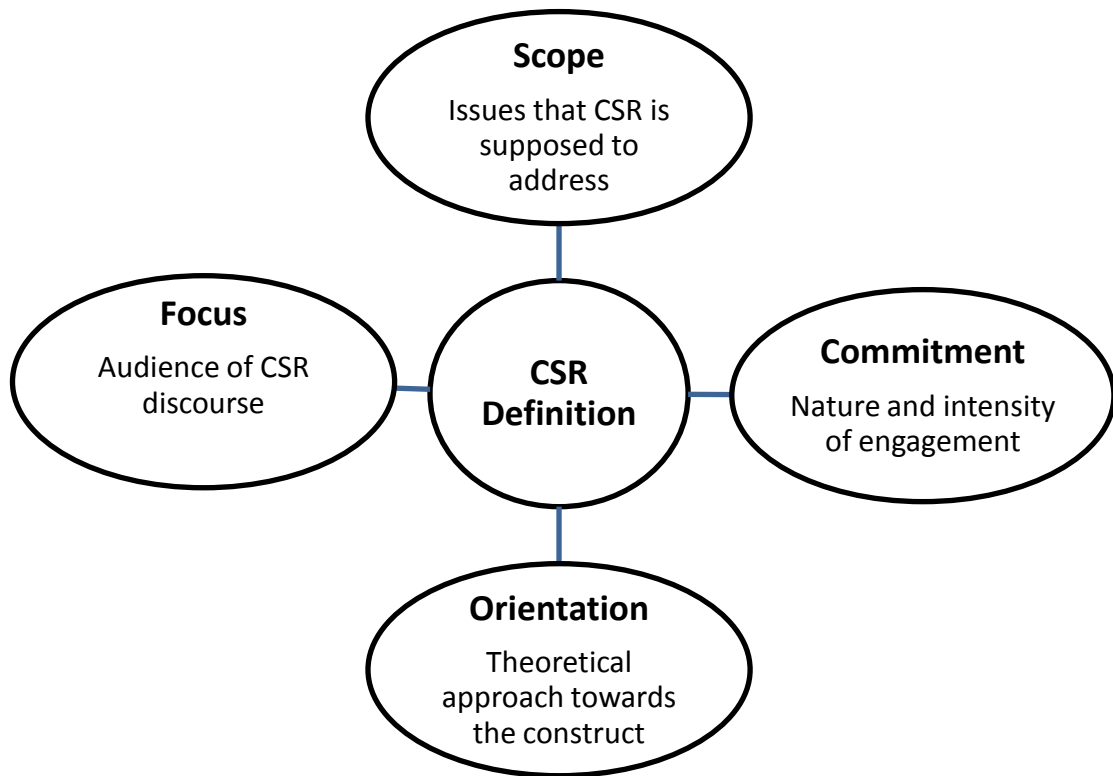 Scope
Issues that CSR is
supposed to
address
Focus
Audience of CSR
discourse
CSR
Definition
Commitment
Nature and intensity
of engagement
Orientation
Theoretical
approach towards
the construct